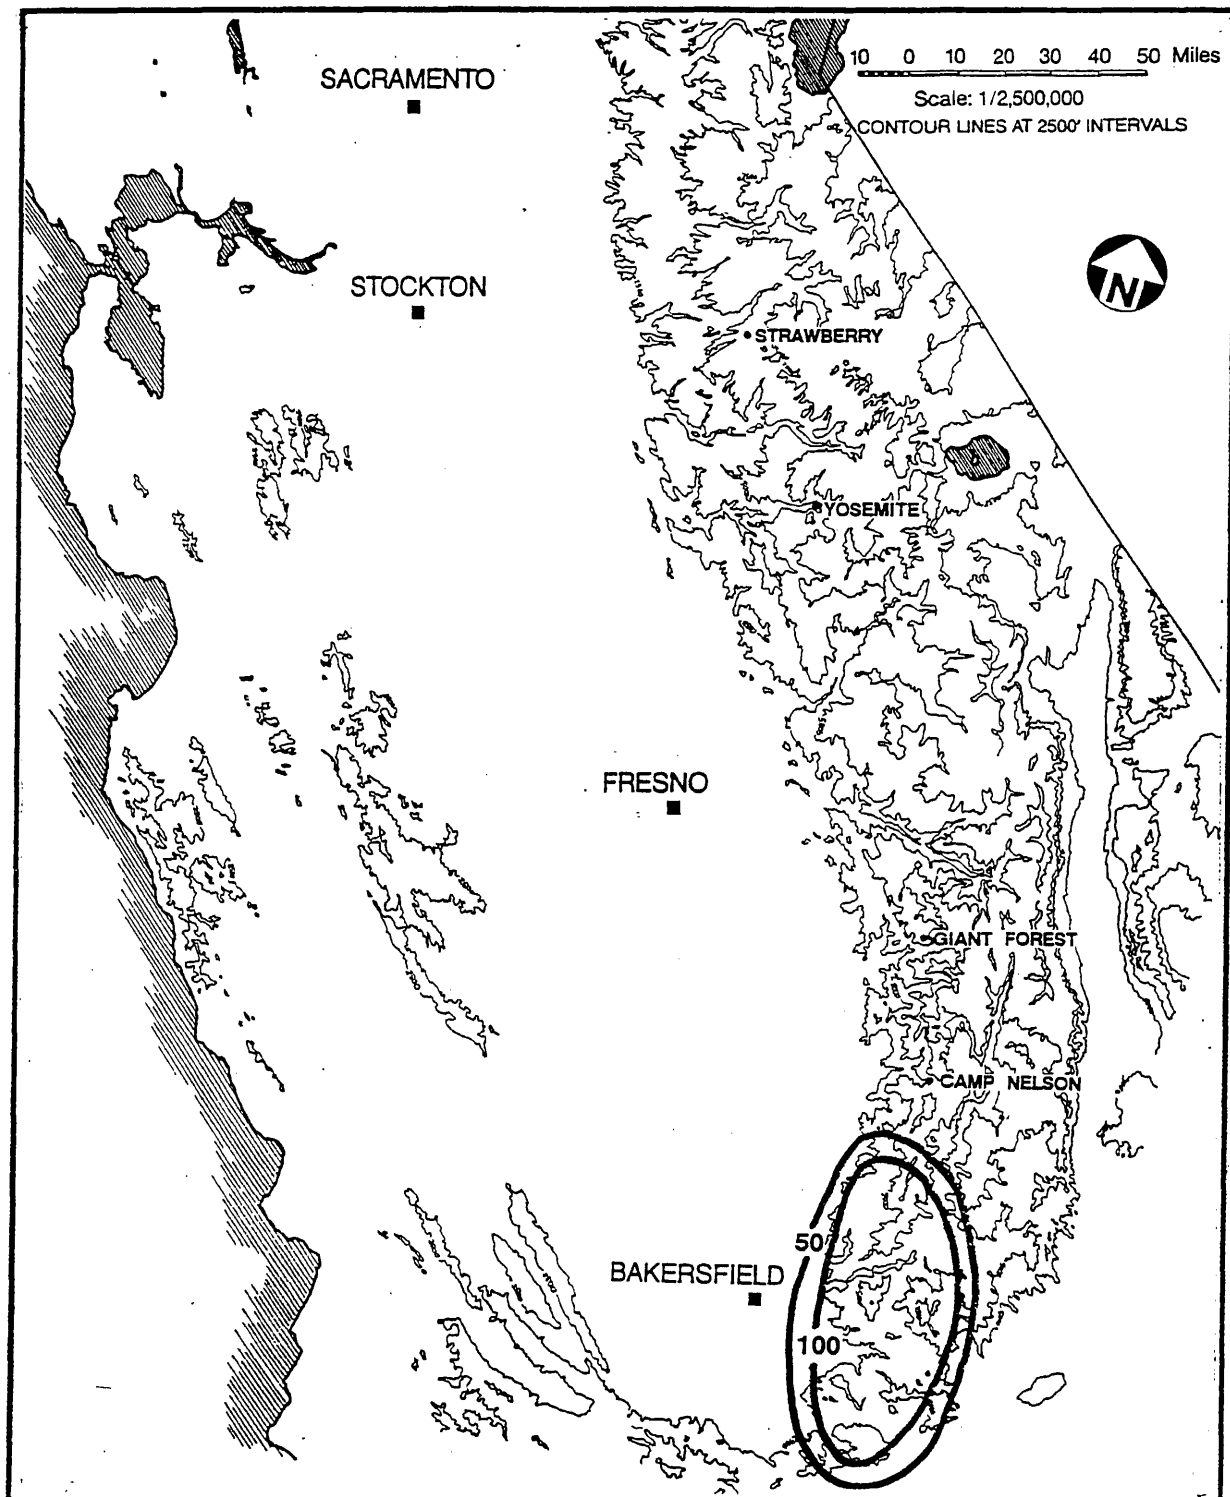 SACRAMENTO
10 0 10 20 30 40 50 Miles
Scale: 1/2,500,000
CONTOUR LINES AT 2500' INTERVALS
N
STOCKTON
STRAWBERRY
YOSEMITE
FRESNO
GIANT FOREST
CAMP NELSON
50
BAKERSFIELD
100